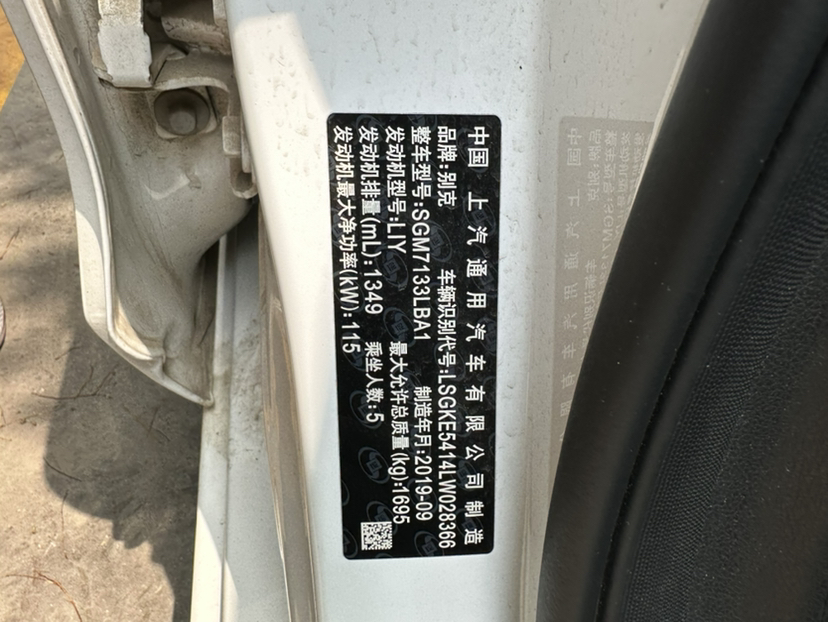 中国 上汽通用汽车有限公司制造
品牌:别克 车辆识别代号:LSGKE5414LW028366
整车型号:SGM7133LBA1 制造年月:2019-09
发动机型号:LIY 最大允许总质量(kg):1695
发动机排量(mL):1349 乘坐人数:5
发动机最大净功率(kW):115